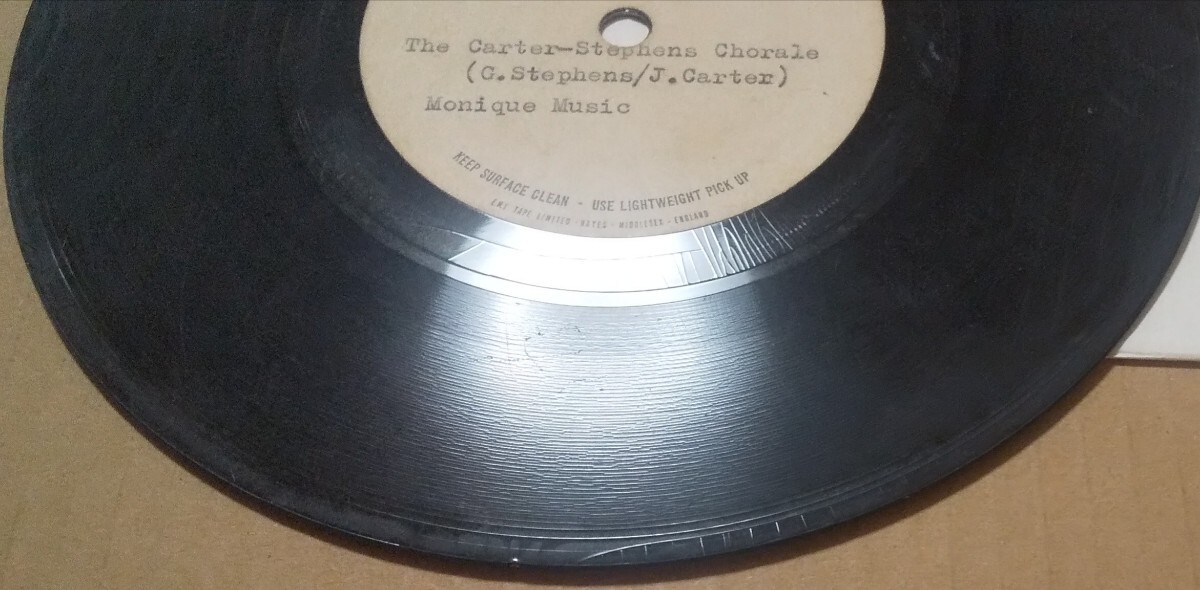 The Carter-Stephens Chorale
(G.Stephens/J.Carter)
Monique Music
KEEP SURFACE CLEAN - USE LIGHTWEIGHT PICK UP
EMI TAPE LIMITED · HAYES · MIDDLESEX · ENGLAND